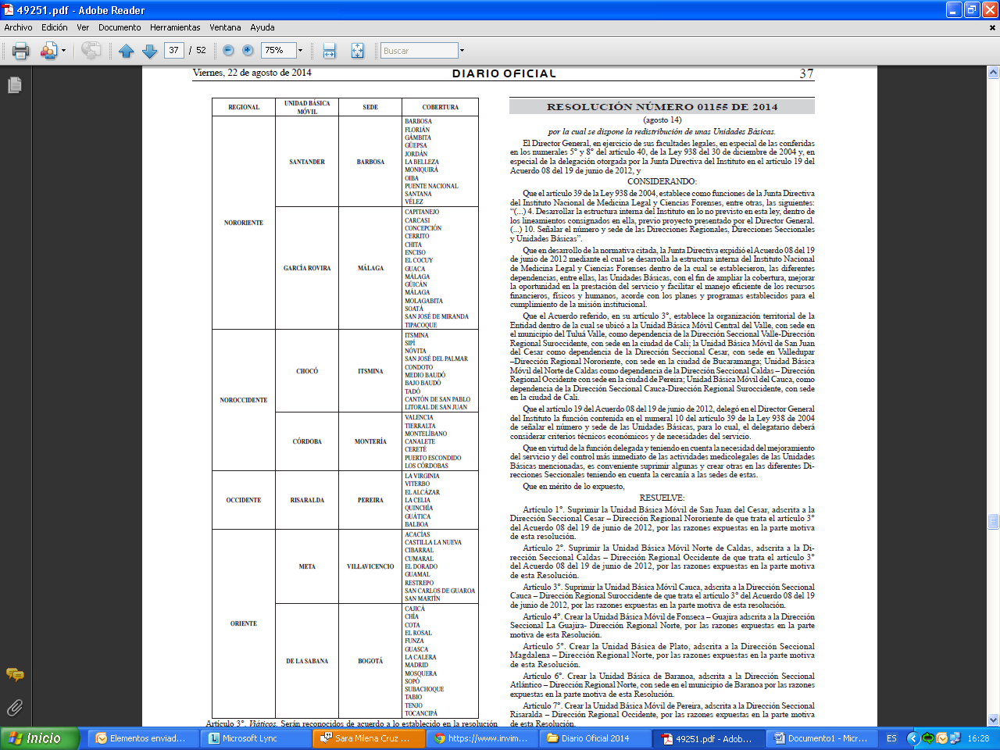 49251.pdf - Adobe Reader
Archivo Edición Ver Documento Herramientas Ventana Ayuda
37 / 52 75% Buscar
Viernes, 22 de agosto de 2014 DIARIO OFICIAL 37
REGIONAL UNIDAD BÁSICA MÓVIL SEDE COBERTURA
NORORIENTE
SANTANDER BARBOSA
BARBOSA
FLORIÁN
GÁMBITA
GÜEPSA
JORDÁN
LA BELLEZA
MONIQUIRÁ
OIBA
PUENTE NACIONAL
SANTANA
VÉLEZ
GARCÍA ROVIRA MÁLAGA
CAPITANEJO
CARCASI
CONCEPCIÓN
CERRITO
CHITA
ENCISO
EL COCUY
GUACA
MÁLAGA
GÜICÁN
MÁLAGA
MOLAGABITA
SOATÁ
SAN JOSÉ DE MIRANDA
TIPACOQUE
NOROCCIDENTE
CHOCÓ ITSMINA
ITSMINA
SIPÍ
NÓVITA
SAN JOSÉ DEL PALMAR
CONDOTO
MEDIO BAUDÓ
BAJO BAUDÓ
TADÓ
CANTÓN DE SAN PABLO
LITORAL DE SAN JUAN
CÓRDOBA MONTERÍA
VALENCIA
TIERRALTA
MONTELÍBANO
CANALETE
CERETÉ
PUERTO ESCONDIDO
LOS CÓRDOBAS
OCCIDENTE RISARALDA PEREIRA
LA VIRGINIA
VITERBO
EL ALCÁZAR
LA CELIA
QUINCHÍA
GUÁTICA
BALBOA
ORIENTE
META VILLAVICENCIO
ACACÍAS
CASTILLA LA NUEVA
CIBARRAL
CUMARAL
EL DORADO
GUAMAL
RESTREPO
SAN CARLOS DE GUAROA
SAN MARTÍN
DE LA SABANA BOGOTÁ
CAJICÁ
CHÍA
COTA
EL ROSAL
FUNZA
GUASCA
LA CALERA
MADRID
MOSQUERA
SOPÓ
SUBACHOQUE
TABIO
TENJO
TOCANCIPÁ
Artículo 3°. Viáticos. Serán reconocidos de acuerdo a lo establecido en la resolución
RESOLUCIÓN NÚMERO 01155 DE 2014
(agosto 14)
por la cual se dispone la redistribución de unas Unidades Básicas.
El Director General, en ejercicio de sus facultades legales, en especial de las conferidas
en los numerales 5° y 8° del artículo 40, de la Ley 938 del 30 de diciembre de 2004 y, en
especial de la delegación otorgada por la Junta Directiva del Instituto en el artículo 19 del
Acuerdo 08 del 19 de junio de 2012, y
CONSIDERANDO:
Que el artículo 39 de la Ley 938 de 2004, establece como funciones de la Junta Directiva
del Instituto Nacional de Medicina Legal y Ciencias Forenses, entre otras, las siguientes:
“(...) 4. Desarrollar la estructura interna del Instituto en lo no previsto en esta ley, dentro de
los lineamientos consignados en ella, previo proyecto presentado por el Director General.
(...) 10. Señalar el número y sede de las Direcciones Regionales, Direcciones Seccionales
y Unidades Básicas”.
Que en desarrollo de la normativa citada, la Junta Directiva expidió el Acuerdo 08 del 19
de junio de 2012 mediante el cual se desarrolla la estructura interna del Instituto Nacional
de Medicina Legal y Ciencias Forenses dentro de la cual se establecieron, las diferentes
dependencias, entre ellas, las Unidades Básicas, con el fin de ampliar la cobertura, mejorar
la oportunidad en la prestación del servicio y facilitar el manejo eficiente de los recursos
financieros, físicos y humanos, acorde con los planes y programas establecidos para el
cumplimiento de la misión institucional.
Que el Acuerdo referido, en su artículo 3°, establece la organización territorial de la
Entidad dentro de la cual se ubicó a la Unidad Básica Móvil Central del Valle, con sede en
el municipio del Tuluá Valle, como dependencia de la Dirección Seccional Valle-Dirección
Regional Suroccidente, con sede en la ciudad de Cali; la Unidad Básica Móvil de San Juan
del Cesar como dependencia de la Dirección Seccional Cesar, con sede en Valledupar
–Dirección Regional Nororiente, con sede en la ciudad de Bucaramanga; Unidad Básica
Móvil del Norte de Caldas como dependencia de la Dirección Seccional Caldas – Dirección
Regional Occidente con sede en la ciudad de Pereira; Unidad Básica Móvil del Cauca, como
dependencia de la Dirección Seccional Cauca-Dirección Regional Suroccidente, con sede
en la ciudad de Cali.
Que el artículo 19 del Acuerdo 08 del 19 de junio de 2012, delegó en el Director General
del Instituto la función contenida en el numeral 10 del artículo 39 de la Ley 938 de 2004
de señalar el número y sede de las Unidades Básicas, para lo cual, el delegatario deberá
considerar criterios técnicos económicos y de necesidades del servicio.
Que en virtud de la función delegada y teniendo en cuenta la necesidad del mejoramiento
del servicio y del control más inmediato de las actividades medicolegales de las Unidades
Básicas mencionadas, es conveniente suprimir algunas y crear otras en las diferentes Di-
recciones Seccionales teniendo en cuenta la cercanía a las sedes de estas.
Que en mérito de lo expuesto,
RESUELVE:
Artículo 1°. Suprimir la Unidad Básica Móvil de San Juan del Cesar, adscrita a la
Dirección Seccional Cesar – Dirección Regional Nororiente de que trata el artículo 3°
del Acuerdo 08 del 19 de junio de 2012, por las razones expuestas en la parte motiva
de esta resolución.
Artículo 2°. Suprimir la Unidad Básica Móvil Norte de Caldas, adscrita a la Di-
rección Seccional Caldas – Dirección Regional Occidente de que trata el artículo 3°
del Acuerdo 08 del 19 de junio de 2012, por las razones expuestas en la parte motiva
de esta Resolución.
Artículo 3°. Suprimir la Unidad Básica Móvil Cauca, adscrita a la Dirección Seccional
Cauca – Dirección Regional Suroccidente de que trata el artículo 3° del Acuerdo 08 del 19
de junio de 2012, por las razones expuestas en la parte motiva de esta resolución.
Artículo 4°. Crear la Unidad Básica Móvil de Fonseca – Guajira adscrita a la Dirección
Seccional La Guajira- Dirección Regional Norte, por las razones expuestas en la parte
motiva de esta Resolución.
Artículo 5°. Crear la Unidad Básica de Plato, adscrita a la Dirección Seccional
Magdalena – Dirección Regional Norte, por las razones expuestas en la parte motiva
de esta Resolución.
Artículo 6°. Crear la Unidad Básica de Baranoa, adscrita a la Dirección Seccional
Atlántico – Dirección Regional Norte, con sede en el municipio de Baranoa por las razones
expuestas en la parte motiva de esta Resolución.
Artículo 7°. Crear la Unidad Básica Móvil de Pereira, adscrita a la Dirección Seccional
Risaralda – Dirección Regional Occidente, por las razones expuestas en la parte motiva
de esta Resolución.
Inicio Elementos enviad... Microsoft Lync Sara Milena Cruz ... https://www.invim... Diario Oficial 2014 49251.pdf - Adob... Documento1 - Micr... ES 16:28